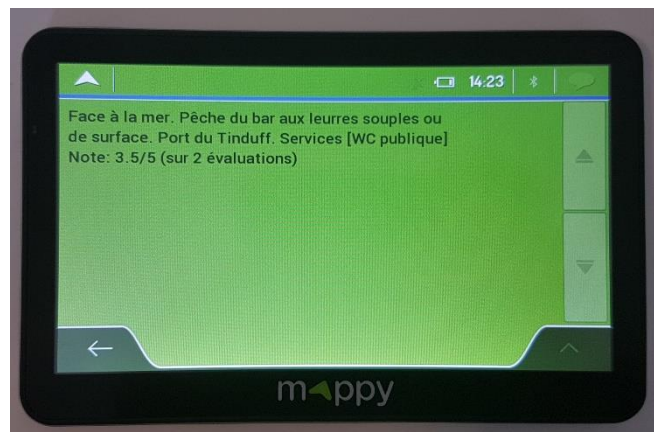 14:23
Face à la mer. Pêche du bar aux leurres souples ou
de surface. Port du Tinduff. Services [WC publique]
Note: 3.5/5 (sur 2 évaluations)
mappy